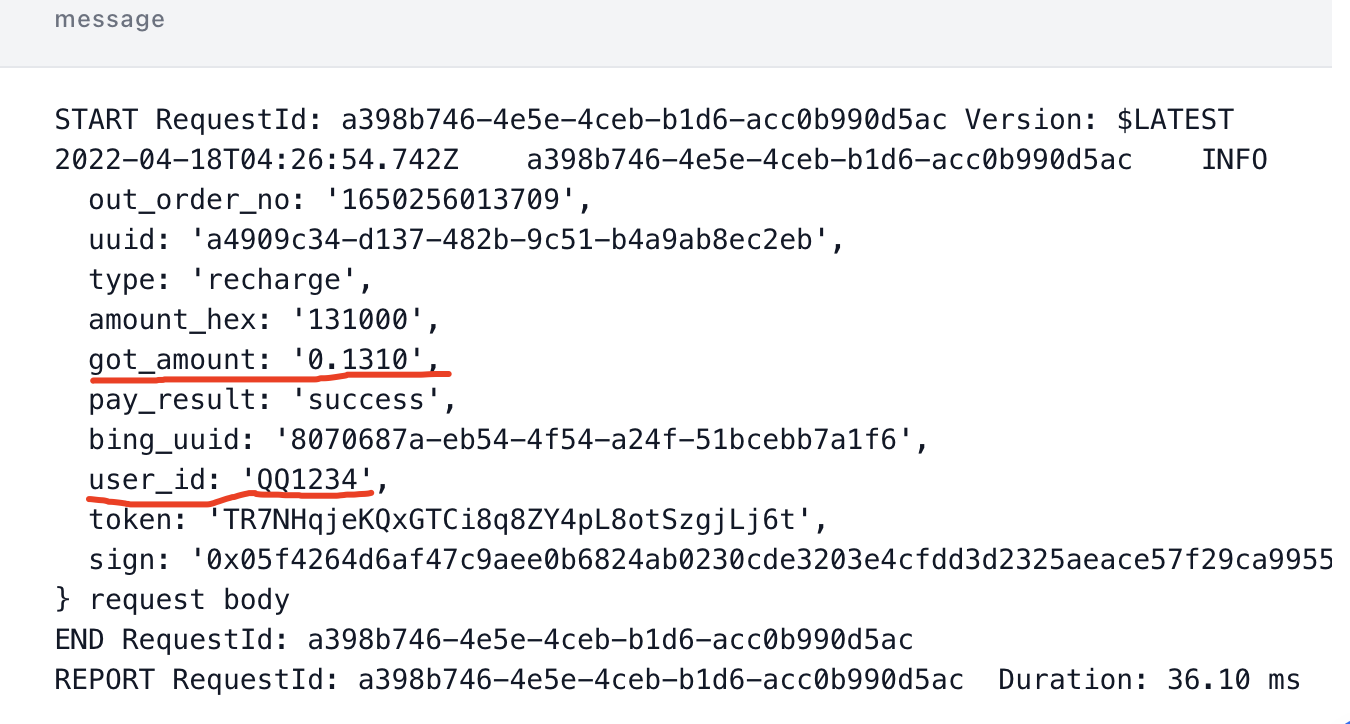 message
START RequestId: a398b746-4e5e-4ceb-b1d6-acc0b990d5ac Version: $LATEST
2022-04-18T04:26:54.742Z a398b746-4e5e-4ceb-b1d6-acc0b990d5ac INFO
out_order_no: '1650256013709',
uuid: 'a4909c34-d137-482b-9c51-b4a9ab8ec2eb',
type: 'recharge',
amount_hex: '131000',
got_amount: '0.1310',
pay_result: 'success',
bing_uuid: '8070687a-eb54-4f54-a24f-51bcebb7a1f6',
user_id: 'QQ1234',
token: 'TR7NHqjeKQxGTCi8q8ZY4pL8otSzgjLj6t',
sign: '0x05f4264d6af47c9aee0b6824ab0230cde3203e4cfdd3d2325aeace57f29ca9955
} request body
END RequestId: a398b746-4e5e-4ceb-b1d6-acc0b990d5ac
REPORT RequestId: a398b746-4e5e-4ceb-b1d6-acc0b990d5ac Duration: 36.10 ms